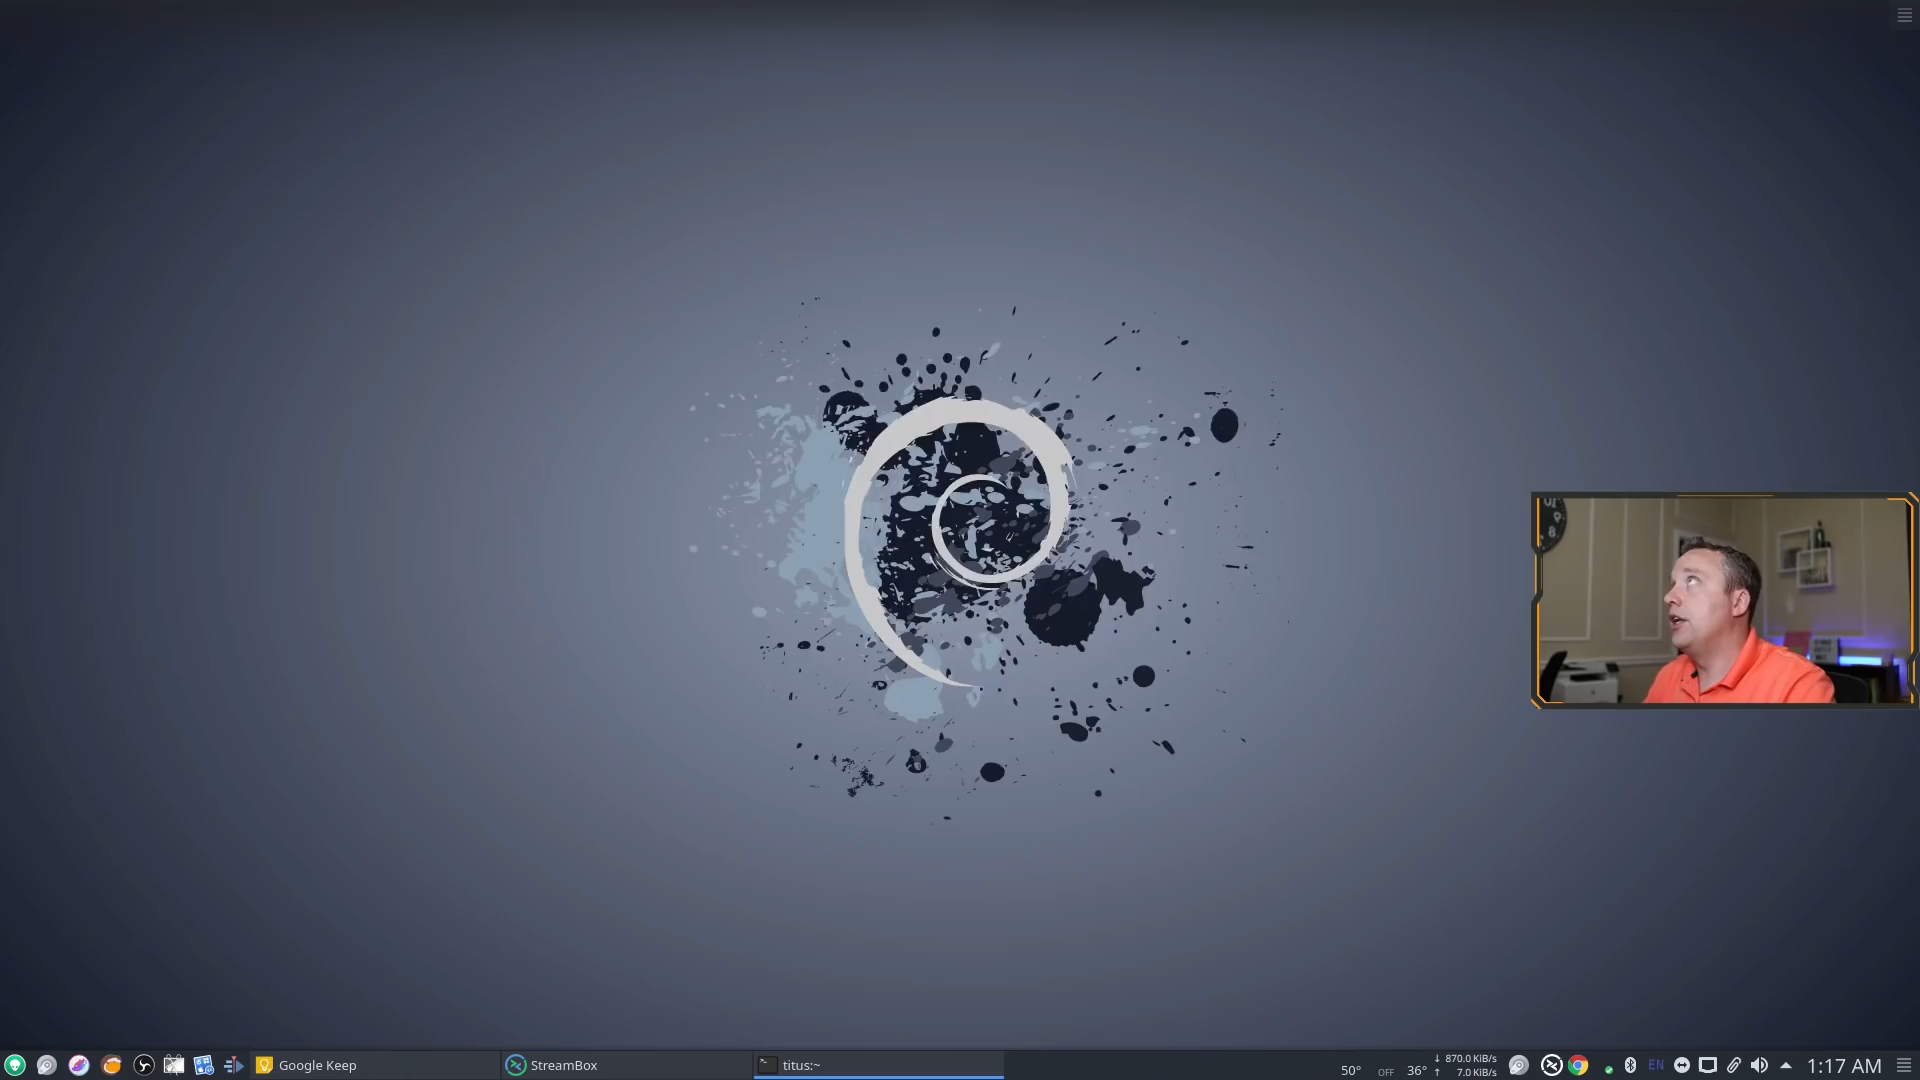 Google Keep
StreamBox
titus:~
50°
OFF
36°
↓ 870.0 KiB/s
↑ 7.0 KiB/s
EN
1:17 AM